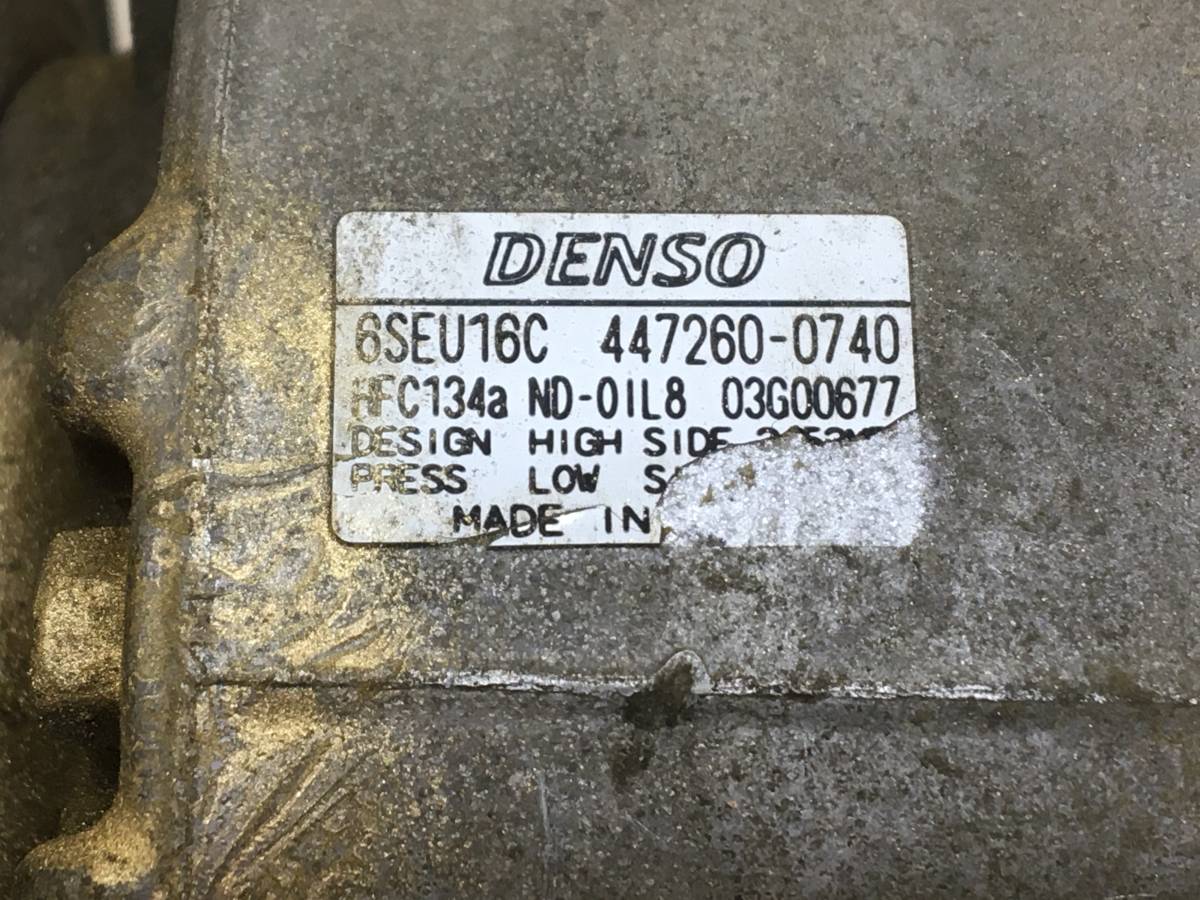 DENSO
6SEU16C 447260-0740
HFC134a ND-OIL8 03G00677
DESIGN HIGH SIDE
PRESS LOW
MADE IN